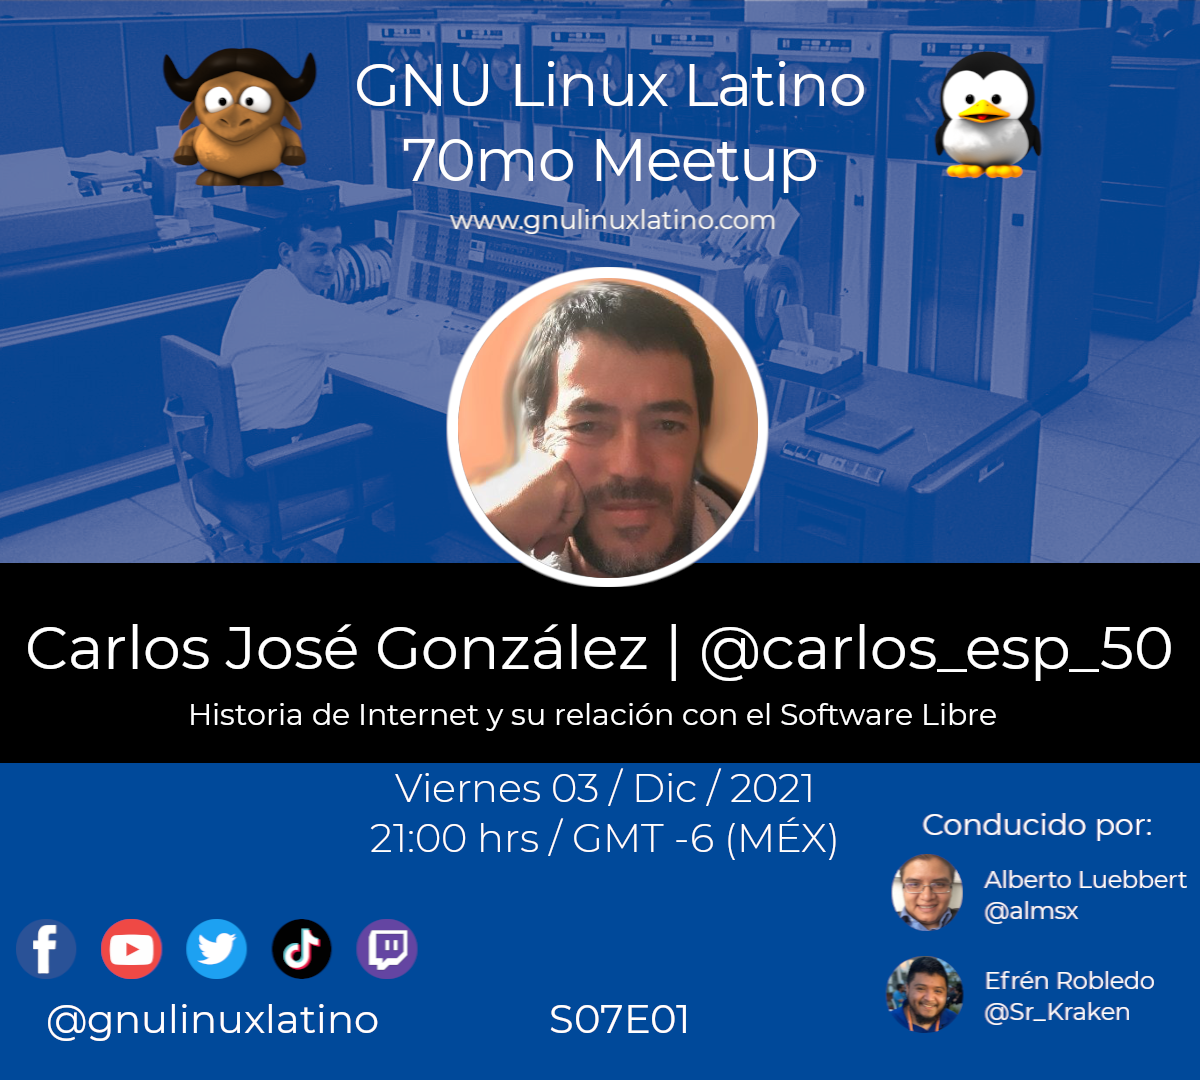 GNU Linux Latino
70mo Meetup
www.gnulinuxlatino.com
Carlos José González | @carlos_esp_50
Historia de Internet y su relación con el Software Libre
Viernes 03 / Dic / 2021
21:00 hrs / GMT -6 (MÉX)
Conducido por:
Alberto Luebbert
@almsx
Efrén Robledo
@Sr_Kraken
@gnulinuxlatino
S07E01